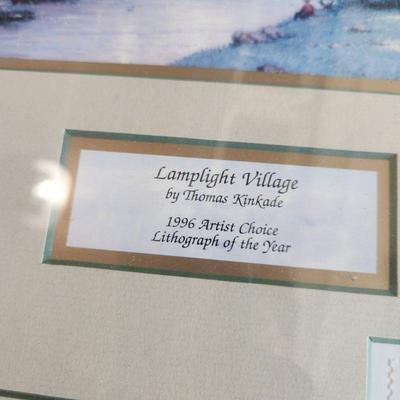 Lamplight Village
by Thomas Kinkade
1996 Artist Choice
Lithograph of the Year